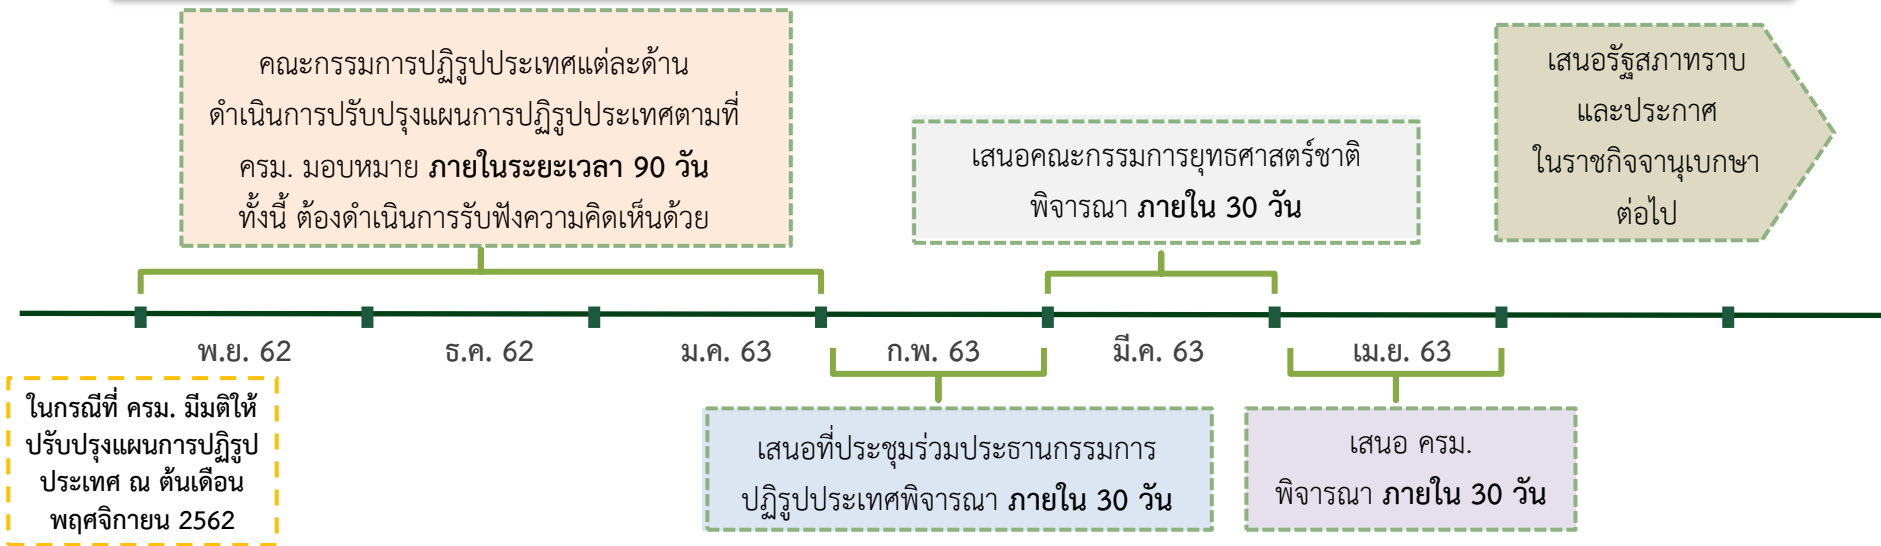 คณะกรรมการปฏิรูปประเทศแต่ละด้าน
ดำเนินการปรับปรุงแผนการปฏิรูปประเทศตามที่
ครม. มอบหมาย ภายในระยะเวลา 90 วัน
ทั้งนี้ ต้องดำเนินการรับฟังความคิดเห็นด้วย
เสนอคณะกรรมการยุทธศาสตร์ชาติ
พิจารณา ภายใน 30 วัน
เสนอรัฐสภาทราบ
และประกาศ
ในราชกิจจานุเบกษา
ต่อไป
พ.ย. 62
ธ.ค. 62
ม.ค. 63
ก.พ. 63
มี.ค. 63
เม.ย. 63
ในกรณีที่ ครม. มีมติให้
ปรับปรุงแผนการปฏิรูป
ประเทศ ณ ต้นเดือน
พฤศจิกายน 2562
เสนอที่ประชุมร่วมประธานกรรมการ
ปฏิรูปประเทศพิจารณา ภายใน 30 วัน
เสนอ ครม.
พิจารณา ภายใน 30 วัน